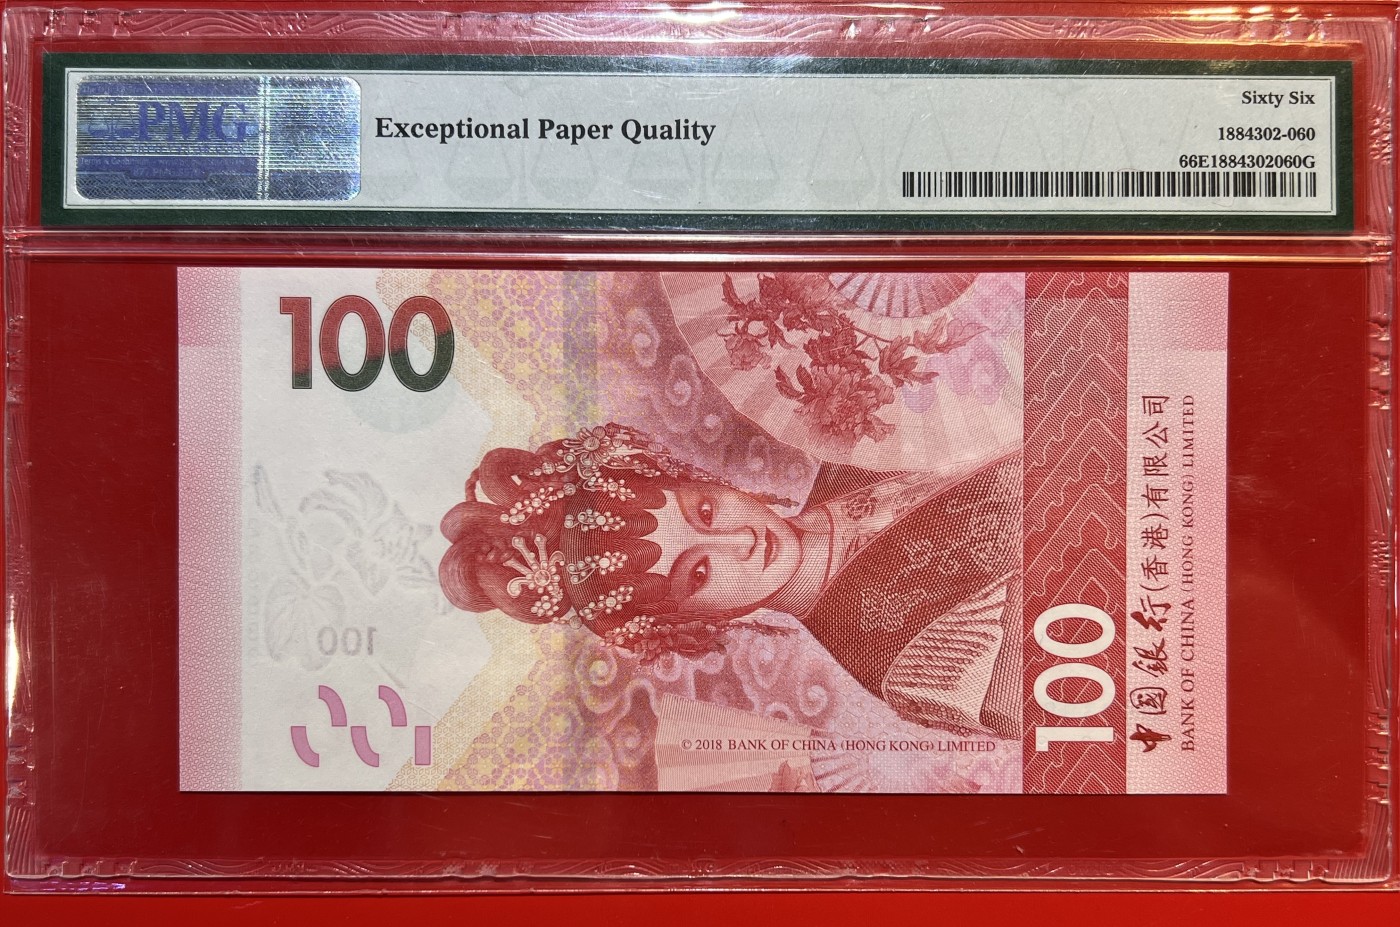 PMG
Exceptional Paper Quality
Sixty Six
1884302-060
66E1884302060G
100
100
© 2018 BANK OF CHINA (HONG KONG) LIMITED
100
中国银行(香港)有限公司
BANK OF CHINA (HONG KONG) LIMITED